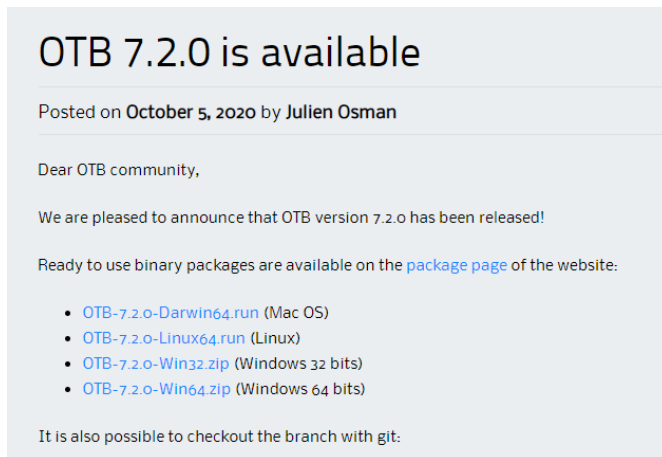 OTB 7.2.0 is available
Posted on October 5, 2020 by Julien Osman
Dear OTB community,
We are pleased to announce that OTB version 7.2.0 has been released!
Ready to use binary packages are available on the package page of the website:
• OTB-7.2.0-Darwin64.run (Mac OS)
• OTB-7.2.0-Linux64.run (Linux)
• OTB-7.2.0-Win32.zip (Windows 32 bits)
• OTB-7.2.0-Win64.zip (Windows 64 bits)
It is also possible to checkout the branch with git: